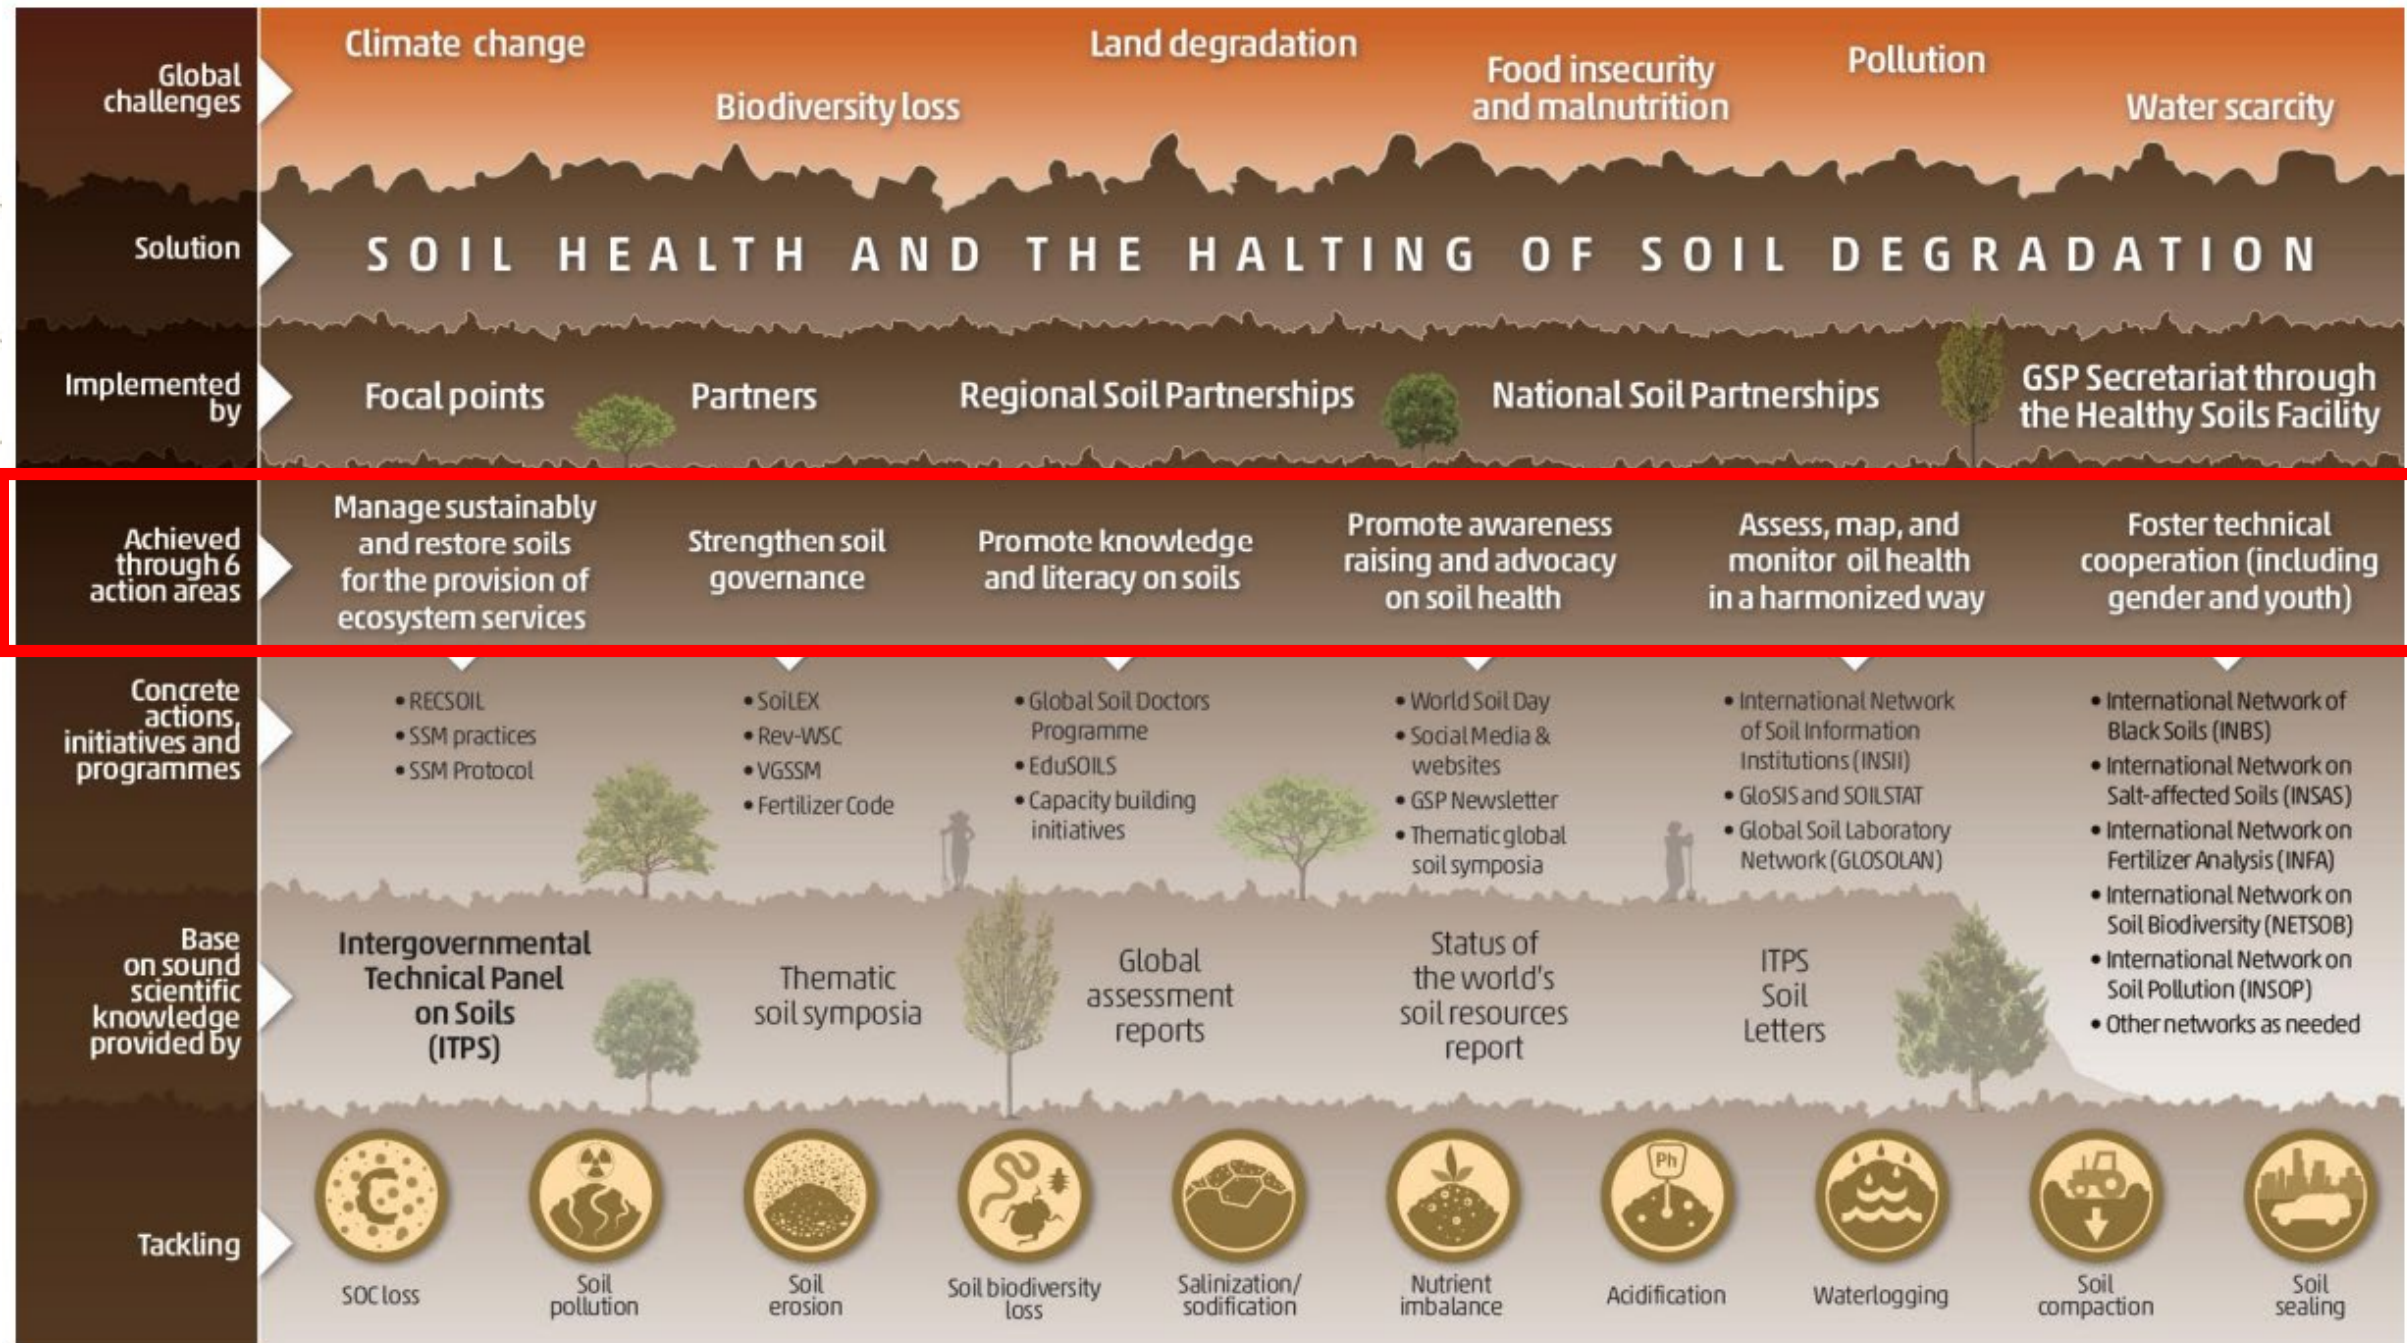 Global
challenges
Climate change
Biodiversity loss
Land degradation
Food insecurity
and malnutrition
Pollution
Water scarcity
Solution
SOIL HEALTH AND THE HALTING OF SOIL DEGRADATION
Implemented
by
Focal points
Partners
Regional Soil Partnerships
National Soil Partnerships
GSP Secretariat through
the Healthy Soils Facility
Achieved
through 6
action areas
Manage sustainably
and restore soils
for the provision of
ecosystem services
Strengthen soil
governance
Promote knowledge
and literacy on soils
Promote awareness
raising and advocacy
on soil health
Assess, map, and
monitor oil health
in a harmonized way
Foster technical
cooperation (including
gender and youth)
Concrete
actions,
initiatives and
programmes
• RECSOIL
• SSM practices
• SSM Protocol
• SoiLEX
• Rev-WSC
• VGSSM
• Fertilizer Code
• Global Soil Doctors
Programme
• EduSOILS
• Capacity building
initiatives
• World Soil Day
• Social Media &
websites
• GSP Newsletter
• Thematic global
soil symposia
• International Network
of Soil Information
Institutions (INSII)
• GloSIS and SOILSTAT
• Global Soil Laboratory
Network (GLOSOLAN)
• International Network of
Black Soils (INBS)
• International Network on
Salt-affected Soils (INSAS)
• International Network on
Fertilizer Analysis (INFA)
• International Network on
Soil Biodiversity (NETSOB)
• International Network on
Soil Pollution (INSOP)
• Other networks as needed
Base
on sound
scientific
knowledge
provided by
Intergovernmental
Technical Panel
on Soils
(ITPS)
Thematic
soil symposia
Global
assessment
reports
Status of
the world's
soil resources
report
ITPS
Soil
Letters
Tackling
C
SOC loss
Soil
pollution
Soil
erosion
Soil biodiversity
loss
Salinization/
sodification
Nutrient
imbalance
Ph
Acidification
Waterlogging
Soil
compaction
Soil
sealing